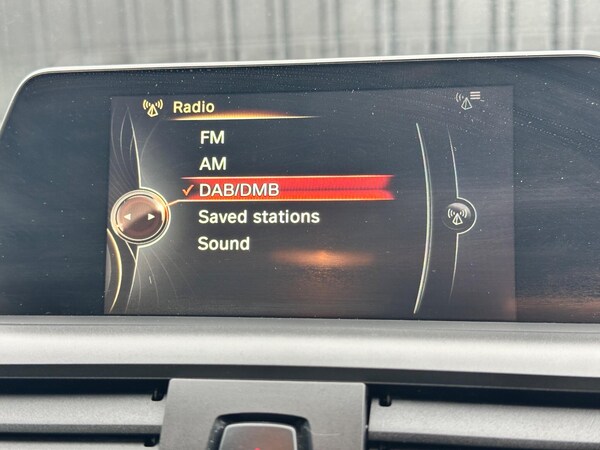 Radio
FM
AM
DAB/DMB
Saved stations
Sound